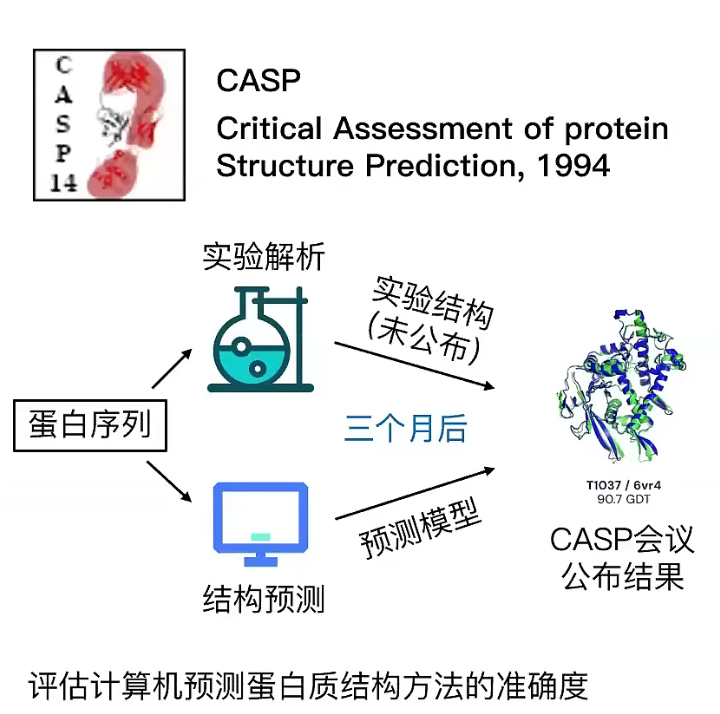 C
A
S
P
14
CASP
Critical Assessment of protein
Structure Prediction, 1994
实验解析
实验结构
（未公布）
蛋白序列
三个月后
T1037 / 6vr4
90.7 GDT
预测模型
CASP会议
公布结果
结构预测
评估计算机预测蛋白质结构方法的准确度